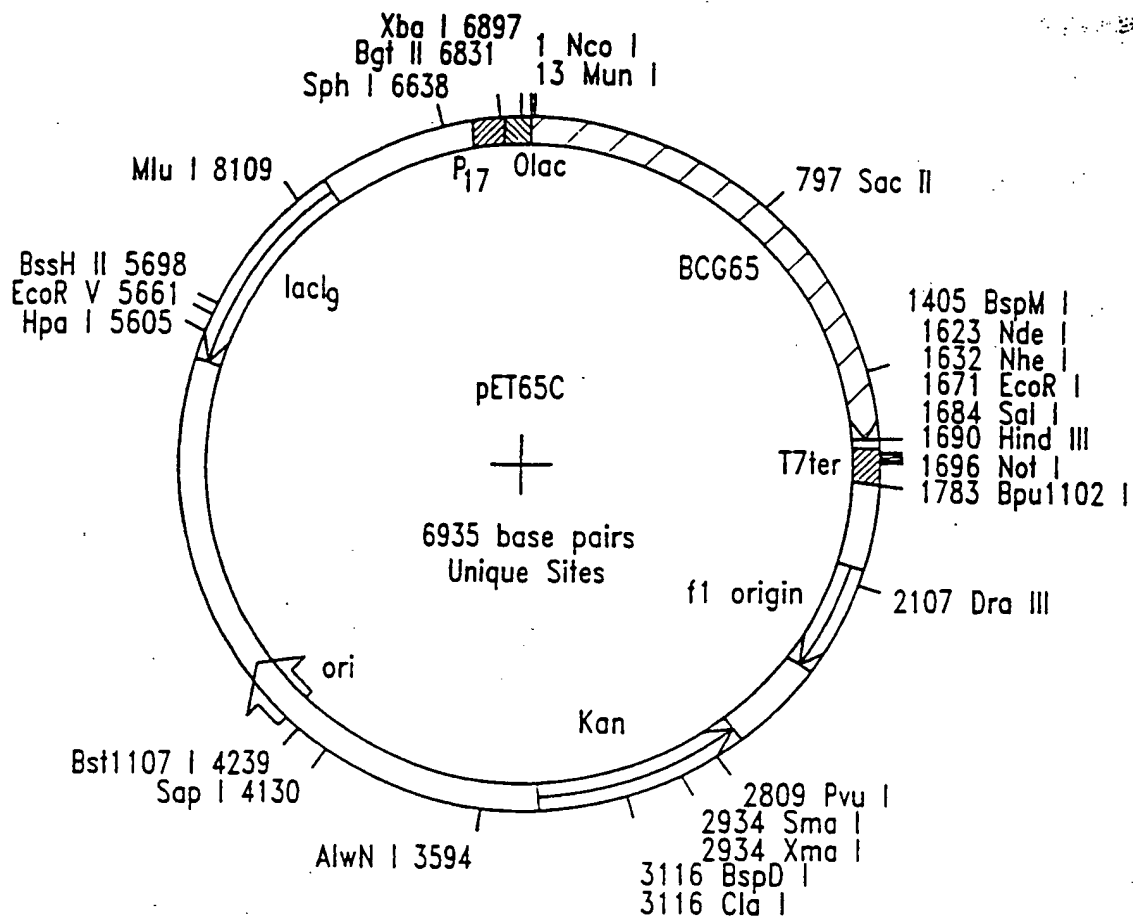 Xba I 6897
Bgt II 6831
Sph I 6638
1 Nco I
13 Mun I
Mlu I 8109
P17
Olac
797 Sac II
BssH II 5698
EcoR V 5661
Hpa I 5605
lacIg
BCG65
1405 BspM I
1623 Nde I
1632 Nhe I
1671 EcoR I
1684 Sal I
1690 Hind III
1696 Not I
1783 Bpu1102 I
pET65C
T7ter
6935 base pairs
Unique Sites
f1 origin
2107 Dra III
ori
Kan
Bst1107 I 4239
Sap I 4130
AlwN I 3594
2809 Pvu I
2934 Sma I
2934 Xma I
3116 BspD I
3116 Cla I